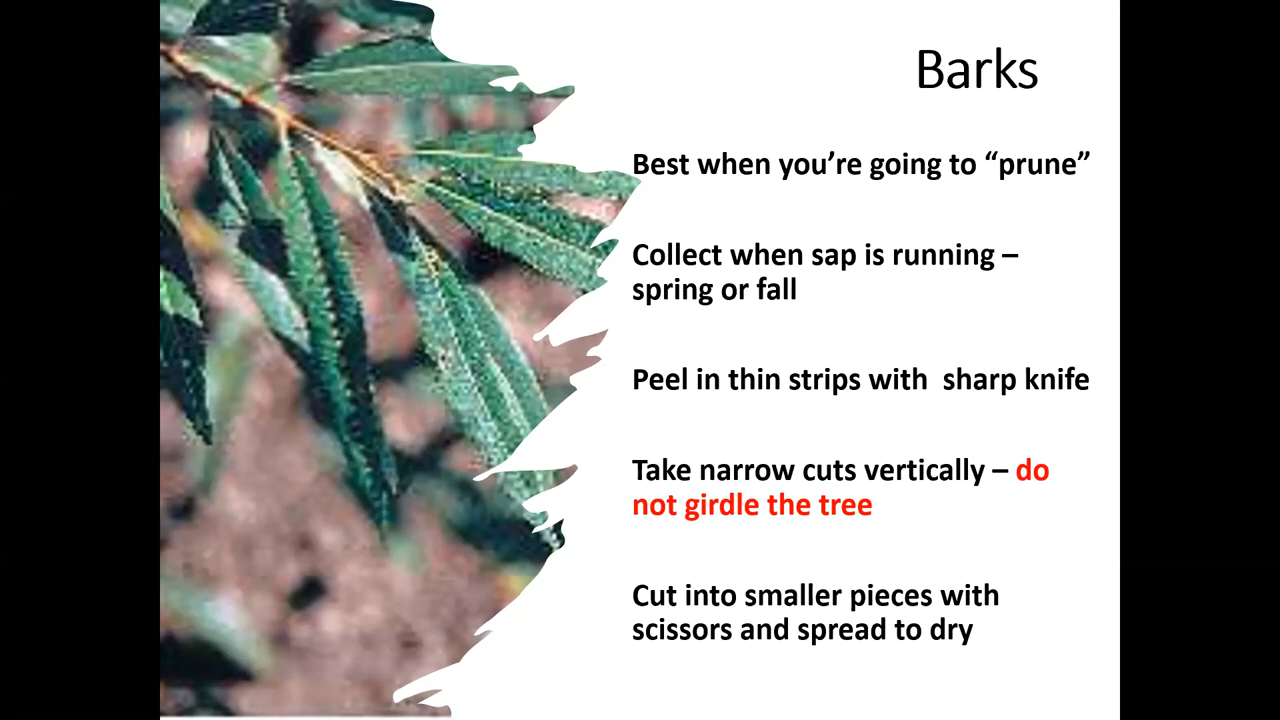 Barks
Best when you’re going to “prune”
Collect when sap is running –
spring or fall
Peel in thin strips with  sharp knife
Take narrow cuts vertically – do
not girdle the tree
Cut into smaller pieces with
scissors and spread to dry